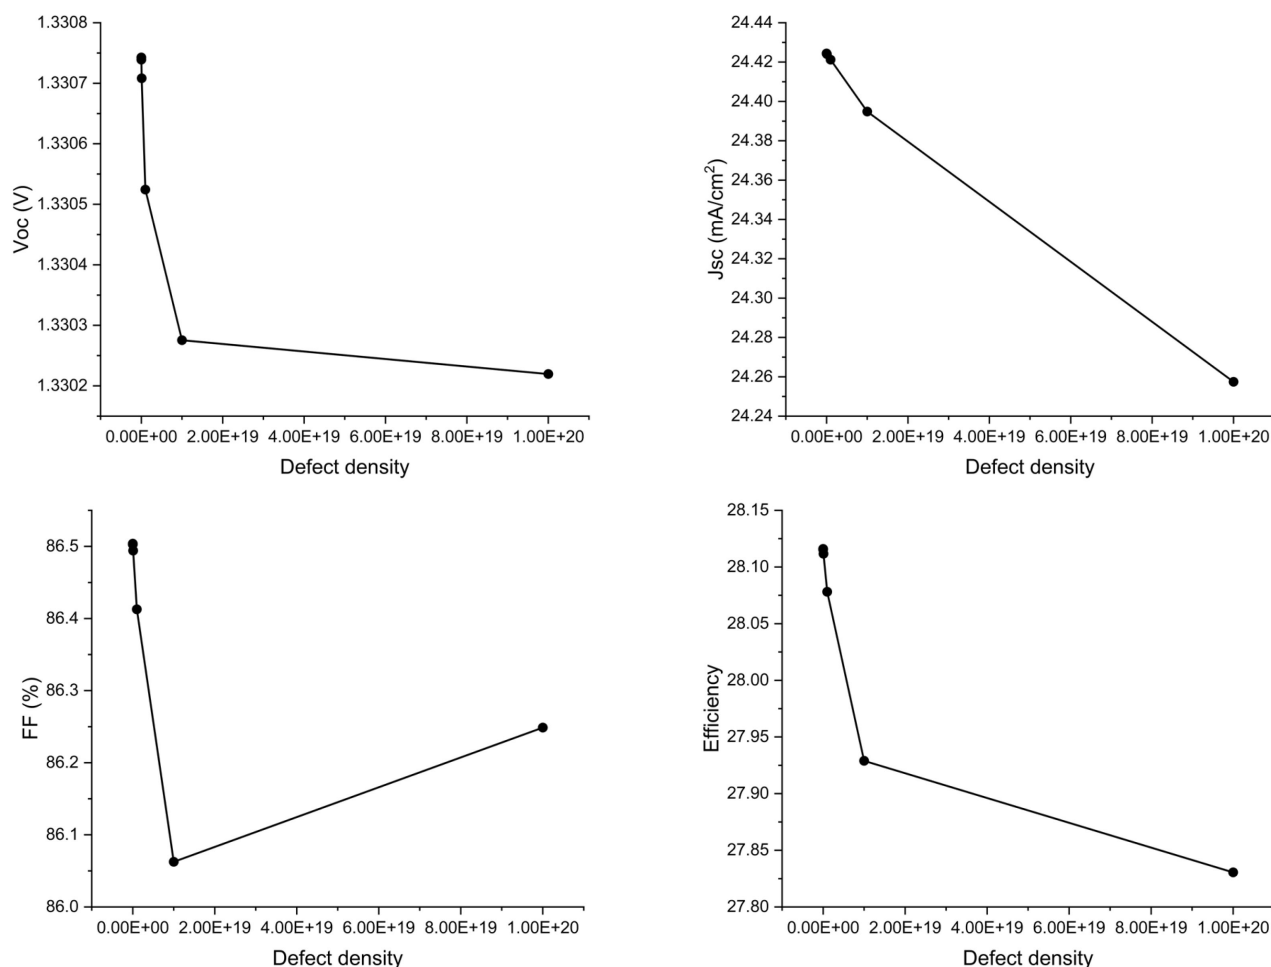 Voc (V)
1.3308
1.3307
1.3306
1.3305
1.3304
1.3303
1.3302
0.00E+00 2.00E+19 4.00E+19 6.00E+19 8.00E+19 1.00E+20
Defect density
Jsc (mA/cm²)
24.44
24.42
24.40
24.38
24.36
24.34
24.32
24.30
24.28
24.26
24.24
0.00E+00 2.00E+19 4.00E+19 6.00E+19 8.00E+19 1.00E+20
Defect density
FF (%)
86.5
86.4
86.3
86.2
86.1
86.0
0.00E+00 2.00E+19 4.00E+19 6.00E+19 8.00E+19 1.00E+20
Defect density
Efficiency
28.15
28.10
28.05
28.00
27.95
27.90
27.85
27.80
0.00E+00 2.00E+19 4.00E+19 6.00E+19 8.00E+19 1.00E+20
Defect density